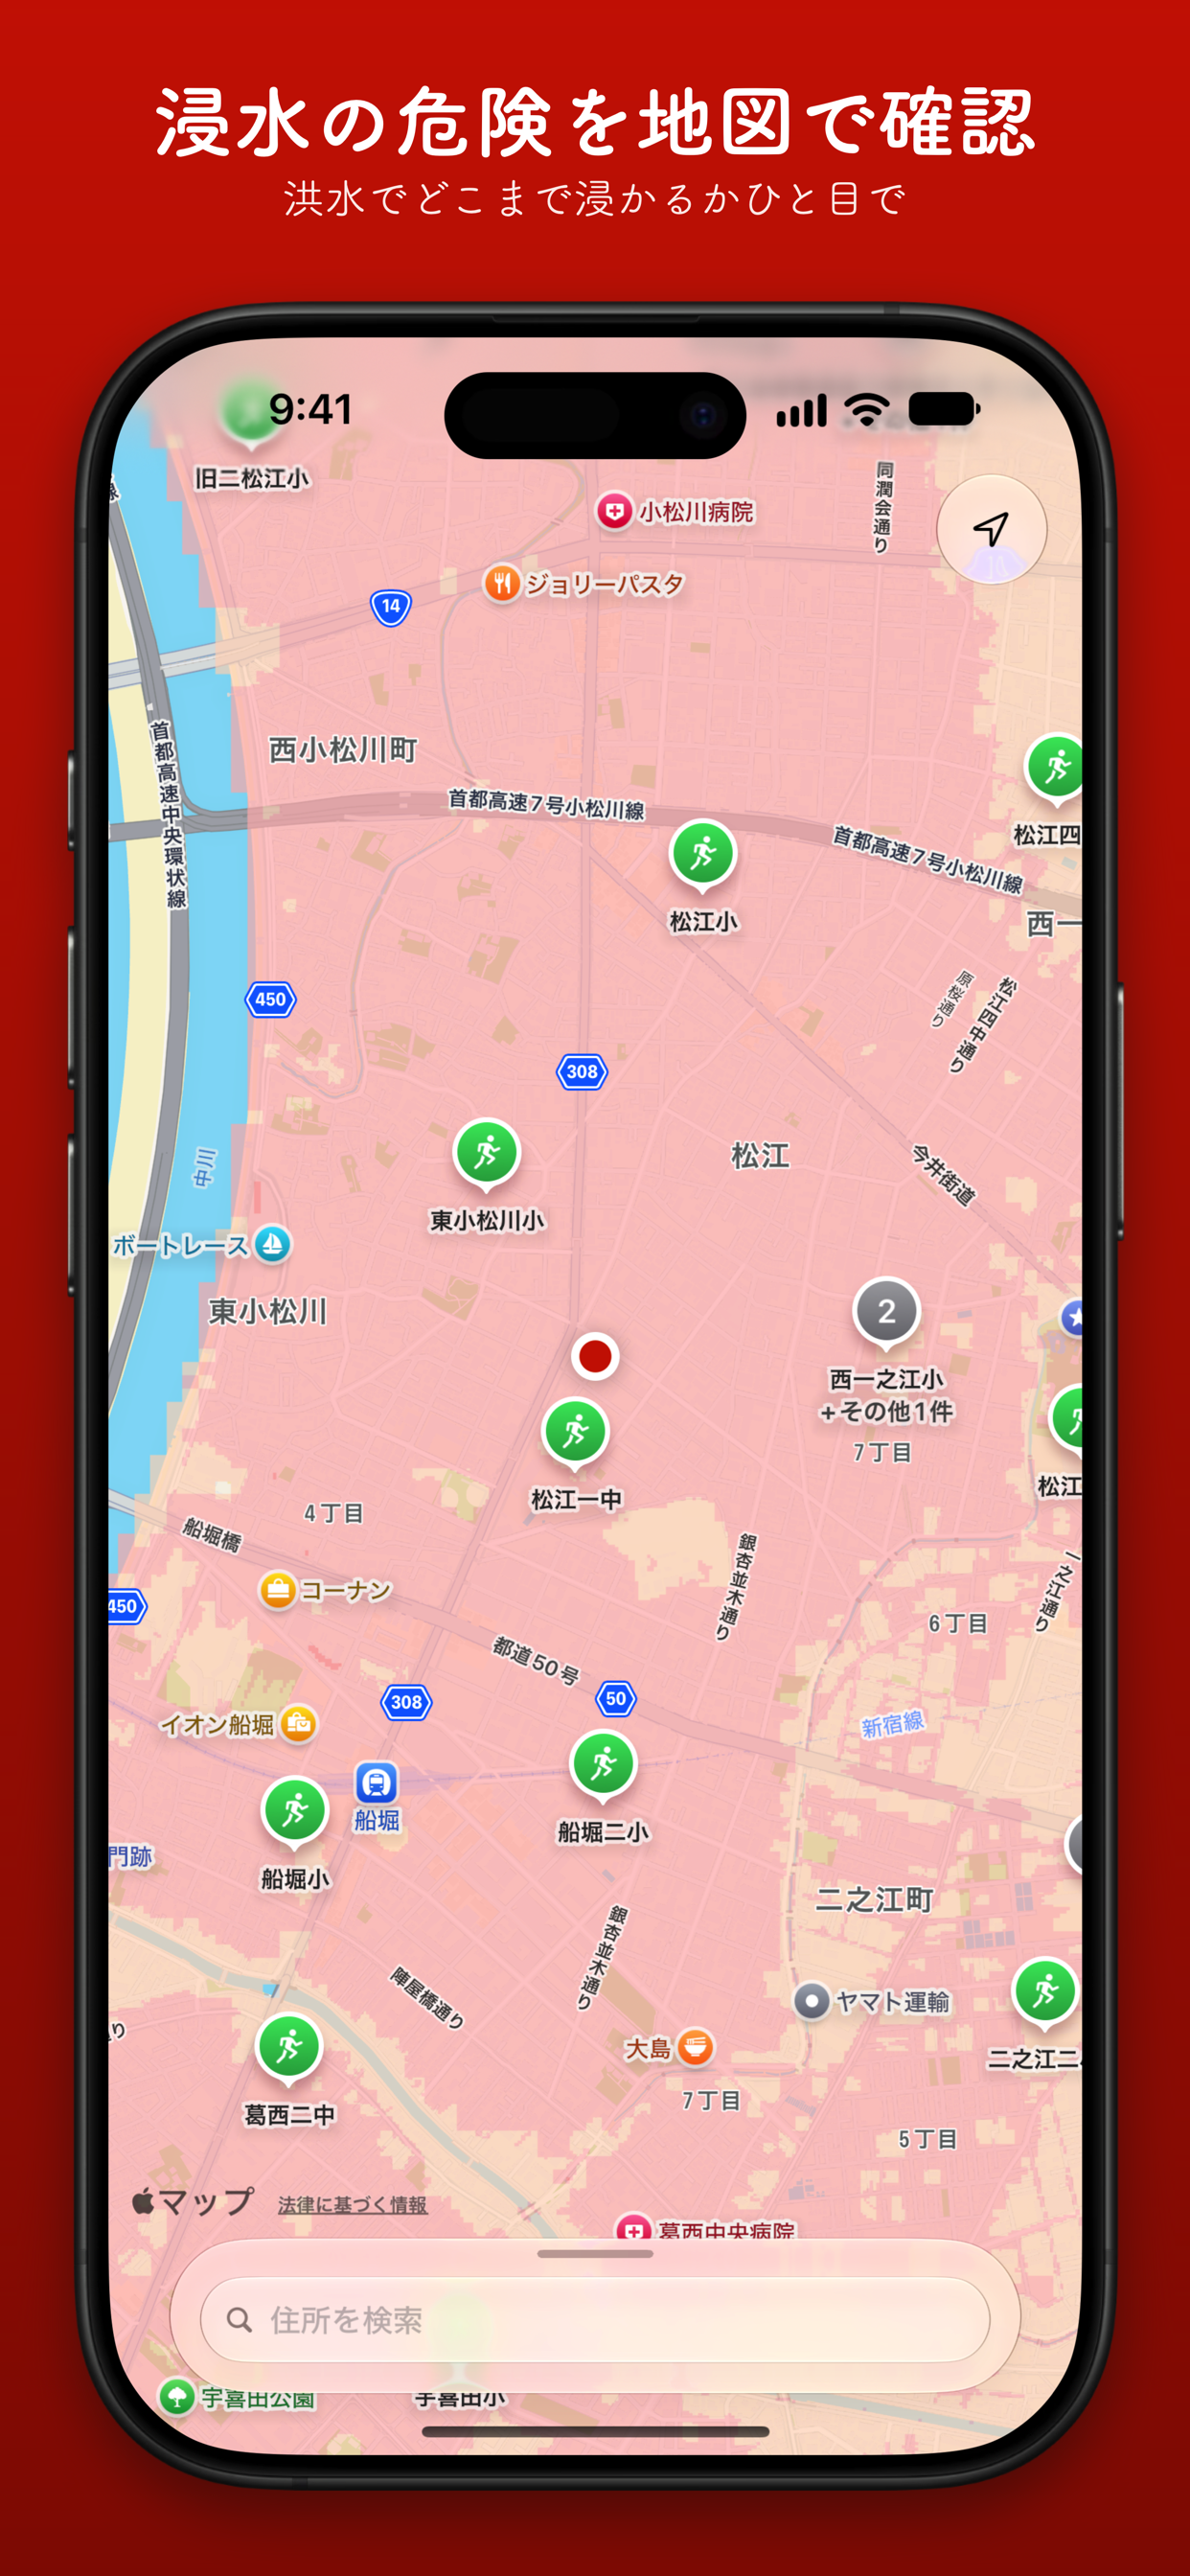 浸水の危険を地図で確認
洪水でどこまで浸かるかひと目で
9:41
旧二松江小
小松川病院
同潤会通り
ジョリーパスタ
14
首都高速中央環状線
西小松川町
首都高速7号小松川線
首都高速7号小松川線
松江四
松江小
西一
原桜通り
松江四中通り
450
308
中川
東小松川小
松江
今井街道
ボートレース
東小松川
2
西一之江小
+その他1件
7丁目
松江一中
松江
4丁目
船堀橋
銀杏並木通り
一之江通り
コーナン
450
6丁目
都道50号
308
50
イオン船堀
新宿線
船堀
船堀二小
門跡
船堀小
二之江町
銀杏並木通り
陣屋橋通り
ヤマト運輸
大島
二之江二
葛西二中
7丁目
5丁目
マップ
法律に基づく情報
葛西中央病院
住所を検索
宇喜田公園
宇喜田小